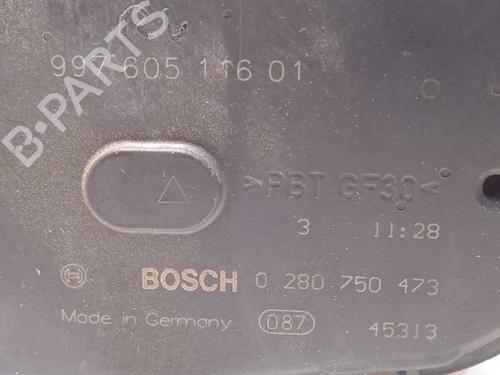 997 605 116 01
B-PARTS
>PBT GF30<
3 11:28
BOSCH 0 280 750 473
Made in Germany 087 45313